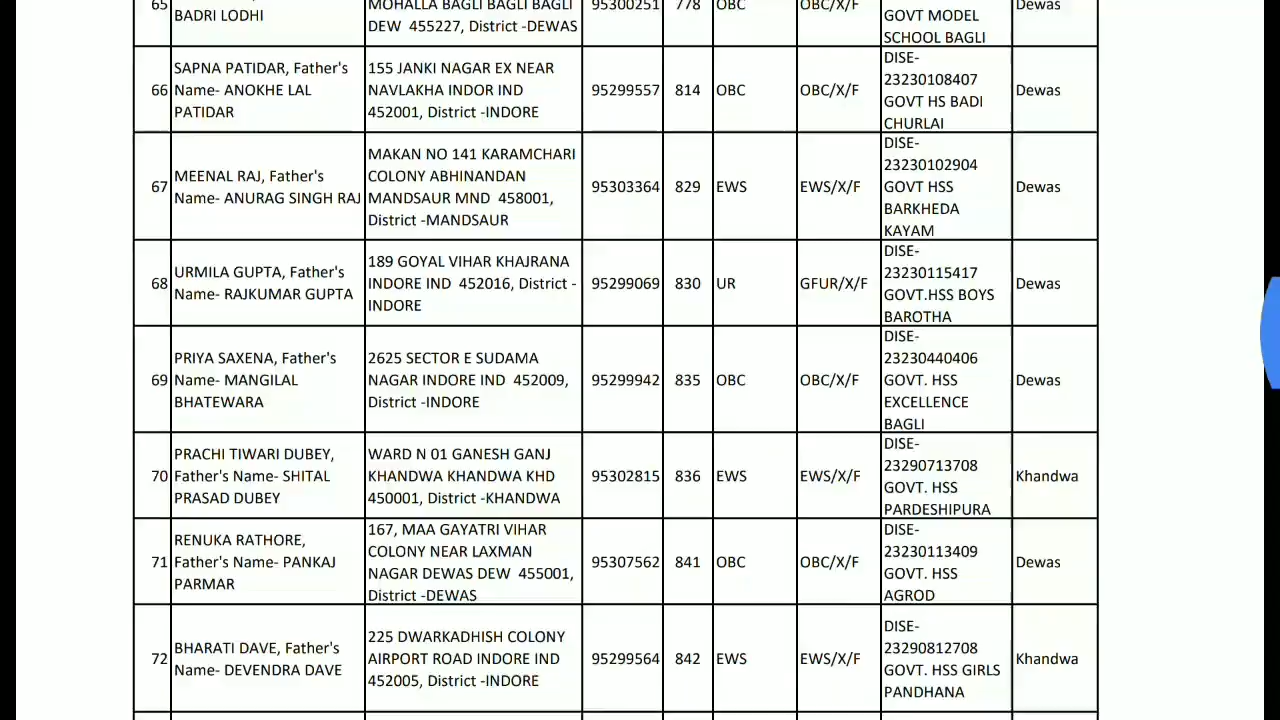 65
BADRI LODHI
MOHALLA BAGLI BAGLI BAGLI
DEW 455227, District -DEWAS
95300251
778
OBC
OBC/X/F
GOVT MODEL
SCHOOL BAGLI
Dewas
66
SAPNA PATIDAR, Father's
Name- ANOKHE LAL
PATIDAR
155 JANKI NAGAR EX NEAR
NAVLAKHA INDOR IND
452001, District -INDORE
95299557
814
OBC
OBC/X/F
DISE-
23230108407
GOVT HS BADI
CHURLAI
Dewas
67
MEENAL RAJ, Father's
Name- ANURAG SINGH RAJ
MAKAN NO 141 KARAMCHARI
COLONY ABHINANDAN
MANDSAUR MND 458001,
District -MANDSAUR
95303364
829
EWS
EWS/X/F
DISE-
23230102904
GOVT HSS
BARKHEDA
KAYAM
Dewas
68
URMILA GUPTA, Father's
Name- RAJKUMAR GUPTA
189 GOYAL VIHAR KHAJRANA
INDORE IND 452016, District -
INDORE
95299069
830
UR
GFUR/X/F
DISE-
23230115417
GOVT.HSS BOYS
BAROTHA
Dewas
69
PRIYA SAXENA, Father's
Name- MANGILAL
BHATEWARA
2625 SECTOR E SUDAMA
NAGAR INDORE IND 452009,
District -INDORE
95299942
835
OBC
OBC/X/F
DISE-
23230440406
GOVT. HSS
EXCELLENCE
BAGLI
Dewas
70
PRACHI TIWARI DUBEY,
Father's Name- SHITAL
PRASAD DUBEY
WARD N 01 GANESH GANJ
KHANDWA KHANDWA KHD
450001, District -KHANDWA
95302815
836
EWS
EWS/X/F
DISE-
23290713708
GOVT. HSS
PARDESHIPURA
Khandwa
71
RENUKA RATHORE,
Father's Name- PANKAJ
PARMAR
167, MAA GAYATRI VIHAR
COLONY NEAR LAXMAN
NAGAR DEWAS DEW 455001,
District -DEWAS
95307562
841
OBC
OBC/X/F
DISE-
23230113409
GOVT. HSS
AGROD
Dewas
72
BHARATI DAVE, Father's
Name- DEVENDRA DAVE
225 DWARKADHISH COLONY
AIRPORT ROAD INDORE IND
452005, District -INDORE
95299564
842
EWS
EWS/X/F
DISE-
23290812708
GOVT. HSS GIRLS
PANDHANA
Khandwa